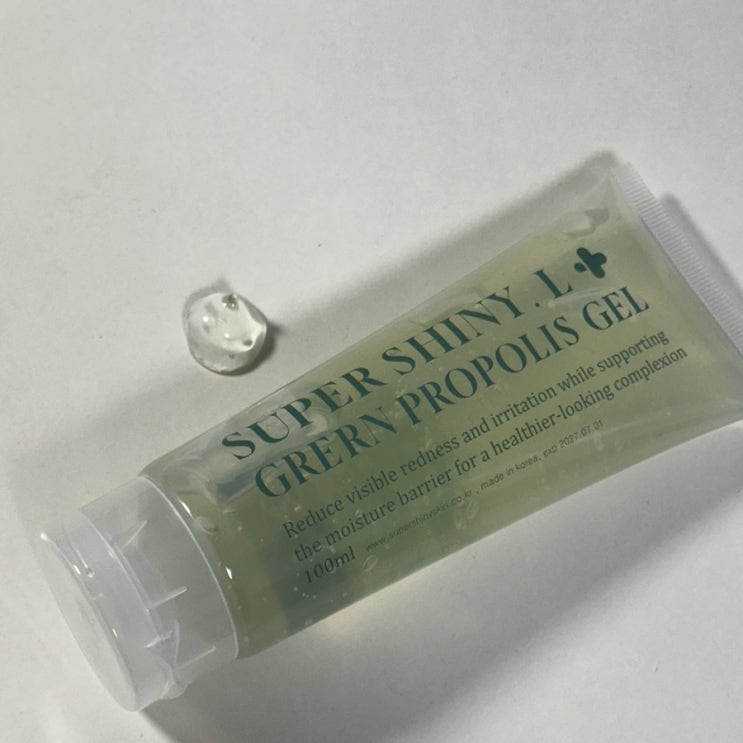 SUPER SHINY . L
GRERN PROPOLIS GEL
Reduce visible redness and irritation while supporting
the moisture barrier for a healthier-looking complexion
100ml www.supershinyskin.co.kr , made in korea, exp 2027.07.01